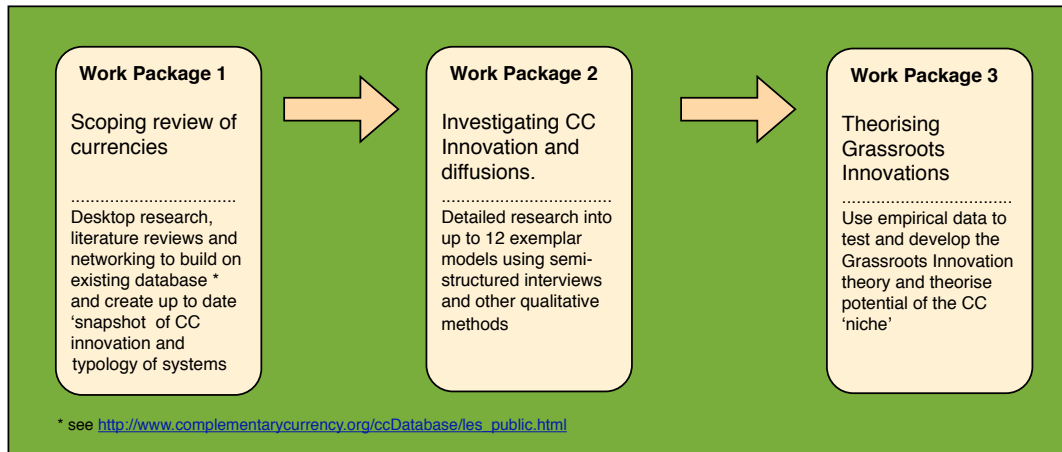 Work Package 1
Scoping review of
currencies
..................................
Desktop research,
literature reviews and
networking to build on
existing database *
and create up to date
‘snapshot  of CC
innovation and
typology of systems
Work Package 2
Investigating CC
Innovation and
diffusions.
..................................
Detailed research into
up to 12 exemplar
models using semi-
structured interviews
and other qualitative
methods
Work Package 3
Theorising
Grassroots
Innovations
....................................
Use empirical data to
test and develop the
Grassroots Innovation
theory and theorise
potential of the CC
‘niche’
* see http://www.complementarycurrency.org/ccDatabase/les_public.html